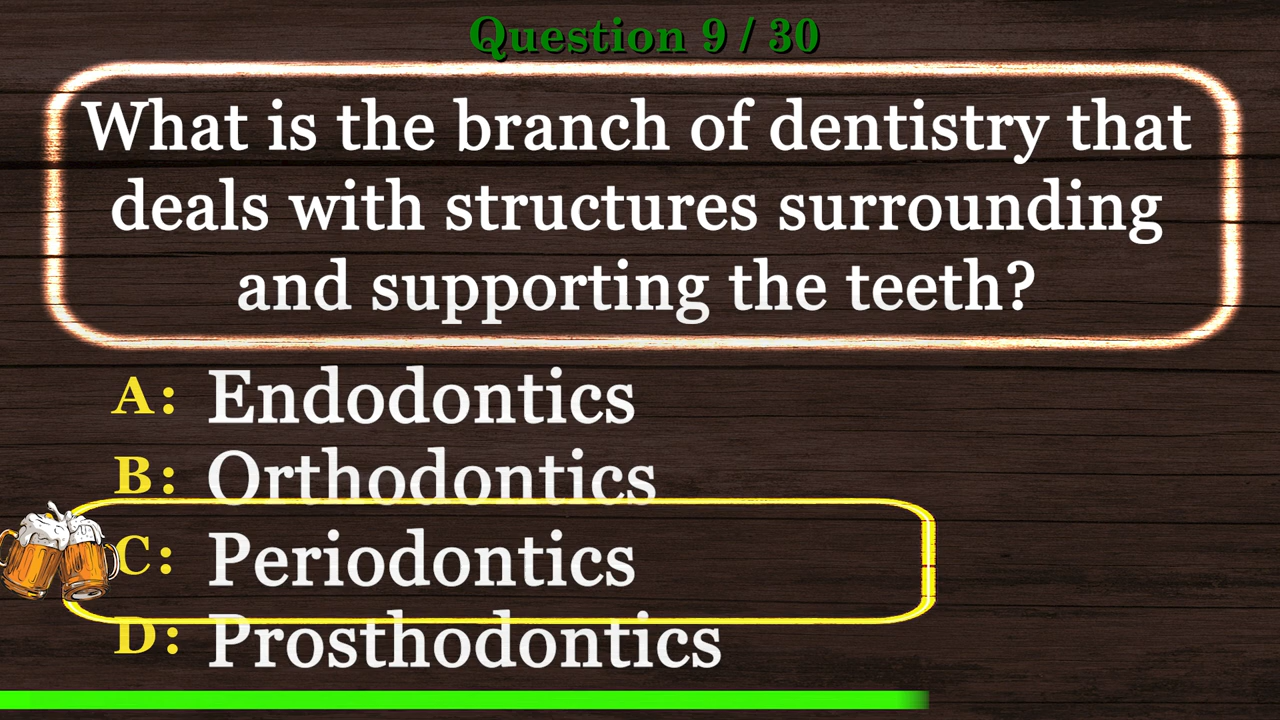 Question 9 / 30
What is the branch of dentistry that
deals with structures surrounding
and supporting the teeth?
A: Endodontics
B: Orthodontics
C: Periodontics
D: Prosthodontics